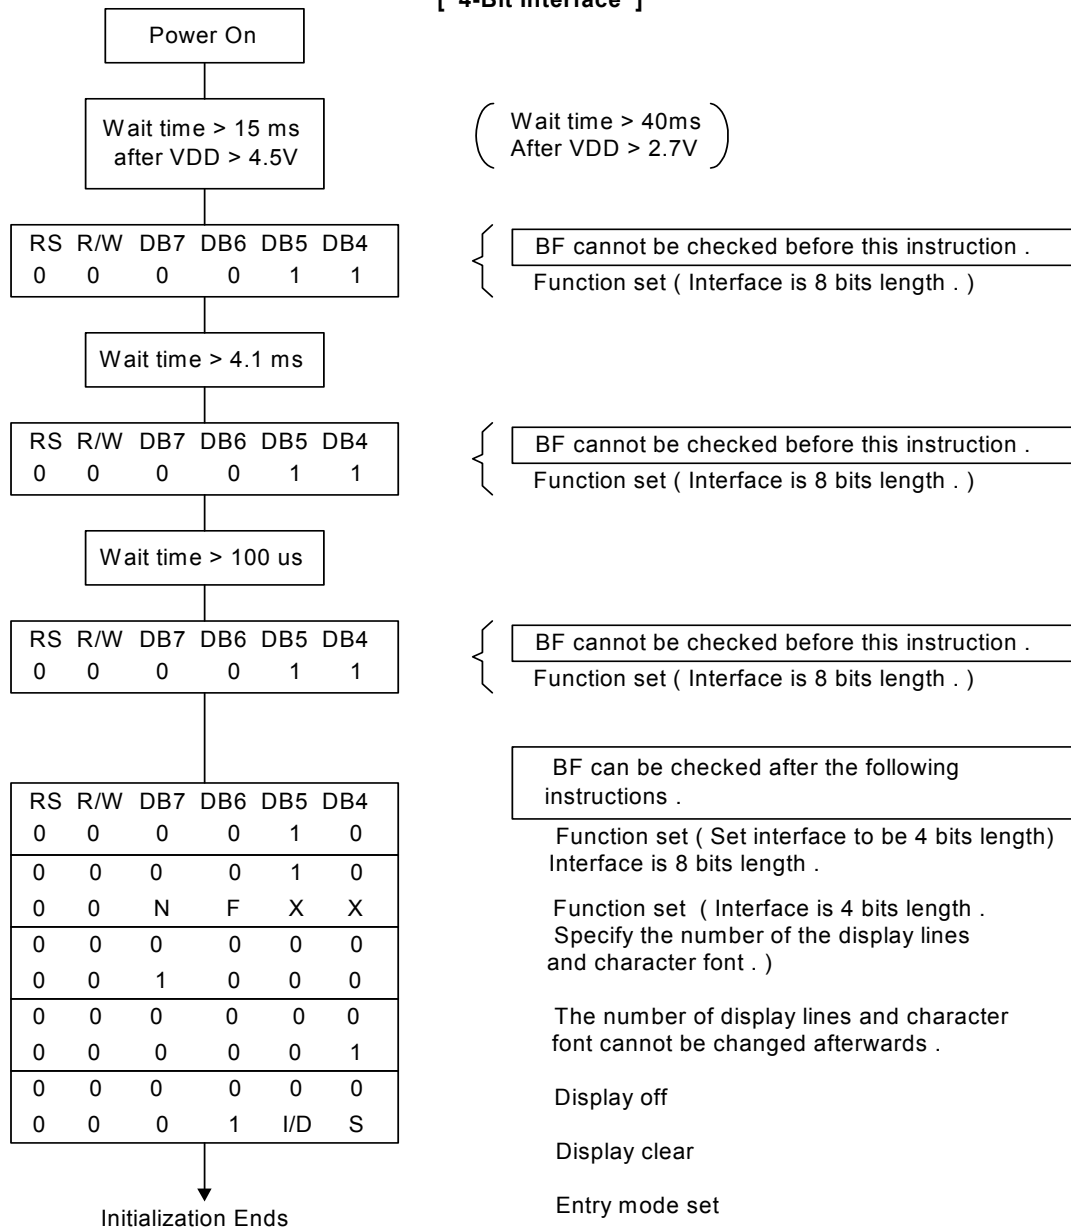 [ 4-Bit Interface ]
Power On
Wait time > 15 ms
after VDD > 4.5V
Wait time > 40ms
After VDD > 2.7V
RS R/W DB7 DB6 DB5 DB4
0 0 0 0 1 1
BF cannot be checked before this instruction .
Function set ( Interface is 8 bits length . )
Wait time > 4.1 ms
RS R/W DB7 DB6 DB5 DB4
0 0 0 0 1 1
BF cannot be checked before this instruction .
Function set ( Interface is 8 bits length . )
Wait time > 100 us
RS R/W DB7 DB6 DB5 DB4
0 0 0 0 1 1
BF cannot be checked before this instruction .
Function set ( Interface is 8 bits length . )
RS R/W DB7 DB6 DB5 DB4
0 0 0 0 1 0
0 0 0 0 1 0
0 0 N F X X
0 0 0 0 0 0
0 0 1 0 0 0
0 0 0 0 0 0
0 0 0 0 0 1
0 0 0 0 0 0
0 0 0 1 I/D S
Initialization Ends
BF can be checked after the following
instructions .
Function set ( Set interface to be 4 bits length)
Interface is 8 bits length .
Function set ( Interface is 4 bits length .
Specify the number of the display lines
and character font . )
The number of display lines and character
font cannot be changed afterwards .
Display off
Display clear
Entry mode set